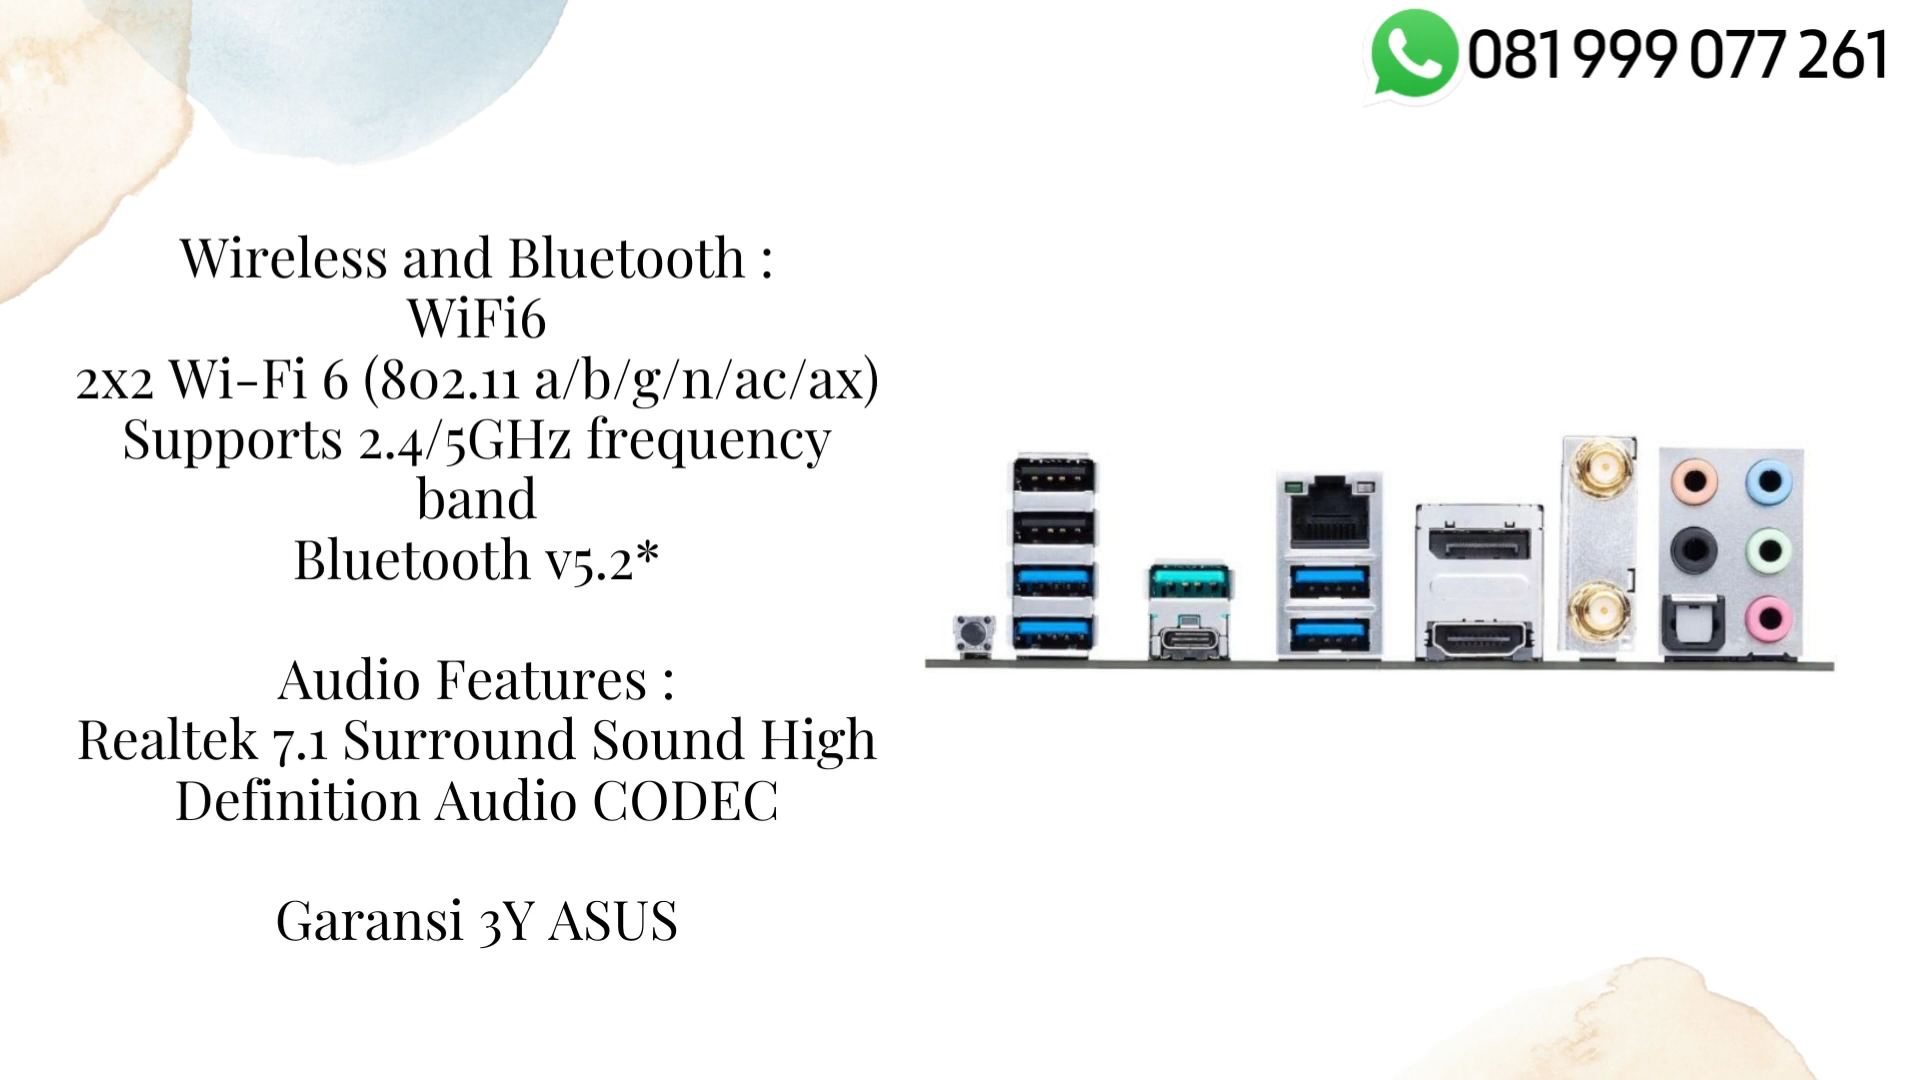 081 999 077 261
Wireless and Bluetooth :
WiFi6
2x2 Wi-Fi 6 (802.11 a/b/g/n/ac/ax)
Supports 2.4/5GHz frequency
band
Bluetooth v5.2*
Audio Features :
Realtek 7.1 Surround Sound High
Definition Audio CODEC
Garansi 3Y ASUS